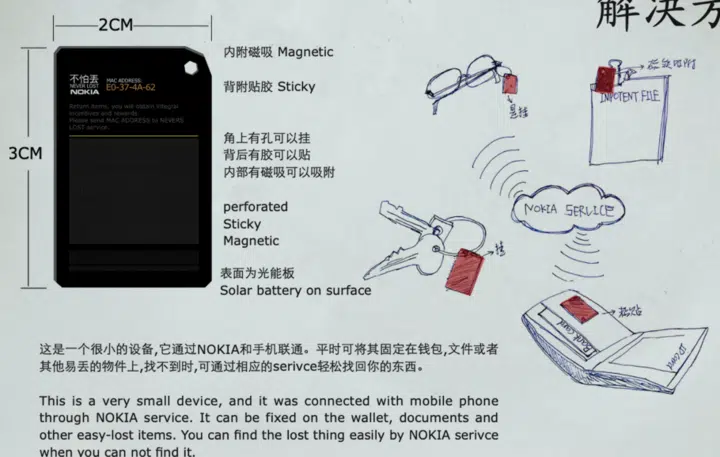 解决方
2CM
3CM
不怕丢
NEVER LOST
NOKIA
MAC ADDRESS:
E0-37-4A-62
Return items, you will obtain integral
incentives and rewards
Please send MAC ADDRESS to NEVERS
LOST service.
内附磁吸 Magnetic
背附贴胶 Sticky
角上有孔可以挂
背后有胶可以贴
内部有磁吸可以吸附
perforated
Sticky
Magnetic
表面为光能板
Solar battery on surface
悬挂
磁铁吸附
INPOTENT FILE
NOKIA SERVICE
挂
Bank Card
ID Card
这是一个很小的设备,它通过NOKIA和手机联通。平时可将其固定在钱包,文件或者
其他易丢的物件上,找不到时,可通过相应的serivce轻松找回你的东西。
This is a very small device, and it was connected with mobile phone
through NOKIA service. It can be fixed on the wallet, documents and
other easy-lost items. You can find the lost thing easily by NOKIA serivce
when you can not find it.